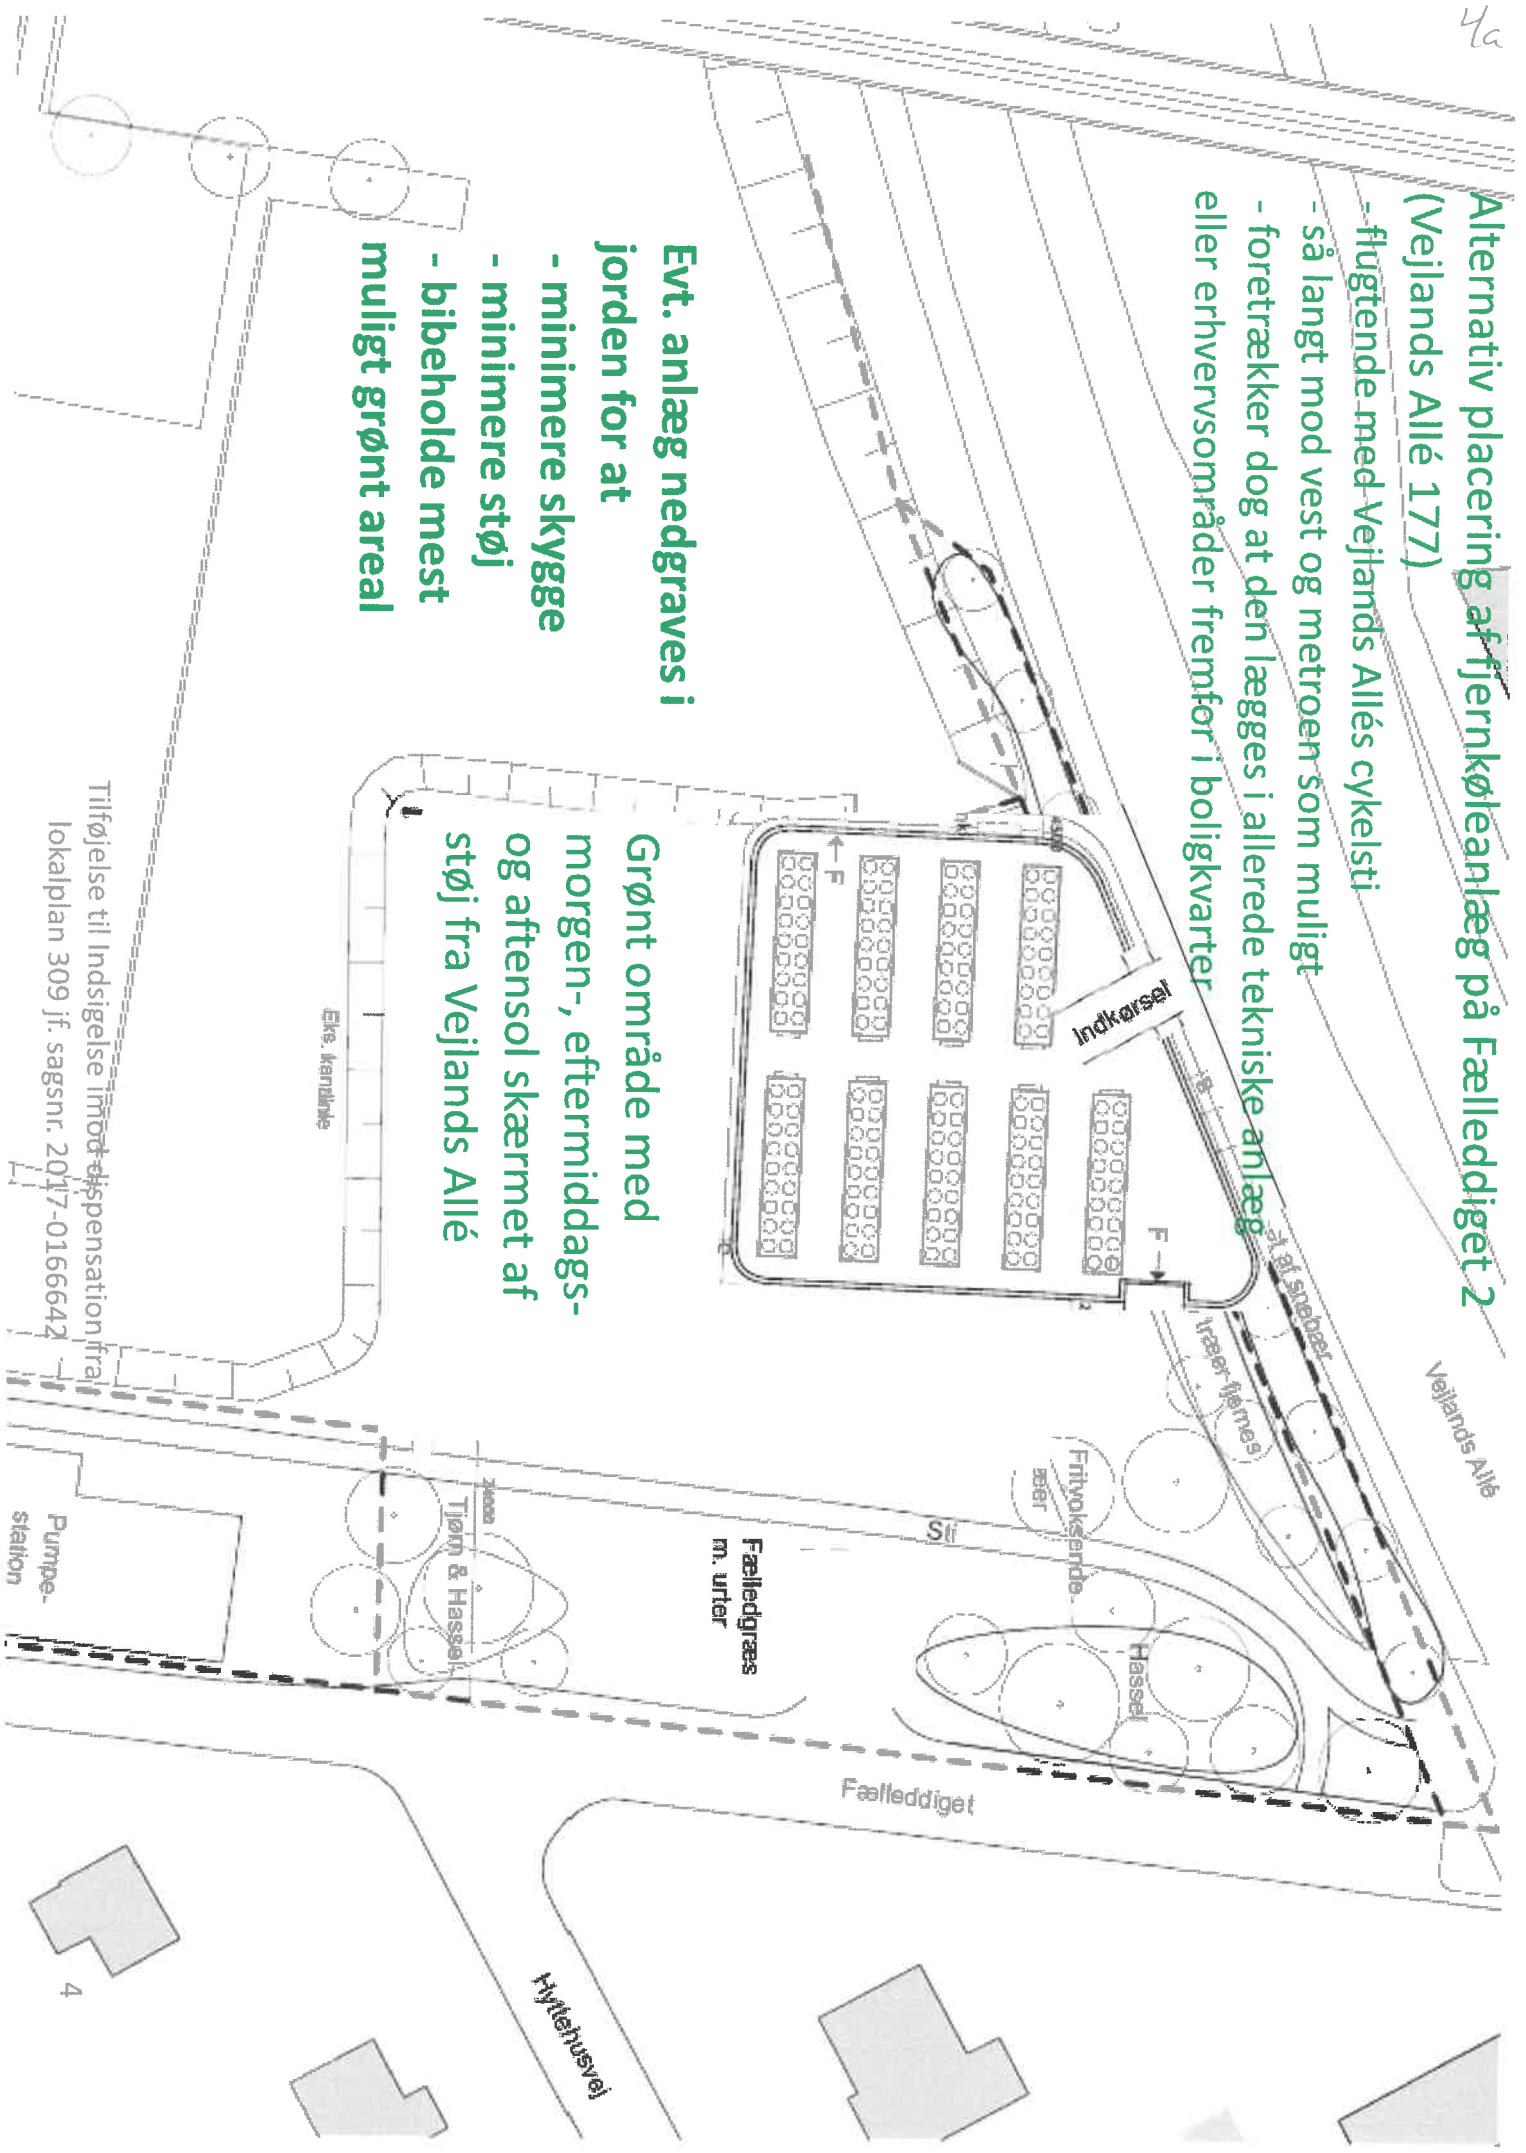 4a
Alternativ placering af fjernkøleanlæg på Fælleddiget 2
(Vejlands Allé 177)
- flugtende med Vejlands Allés cykelsti
- så langt mod vest og metroen som muligt
- foretrækker dog at den lægges i allerede tekniske anlæg
eller erhvervsområder fremfor i boligkvarter
Evt. anlæg nedgraves i
jorden for at
- minimere skygge
- minimere støj
- bibeholde mest
muligt grønt areal
Grønt område med
morgen-, eftermiddags-
og aftensol skærmet af
støj fra Vejlands Allé
Indkørsel
F
F
af snebær
træer fjernes
Vejlands Allé
Fritvoksende
Sti
Hassel
Fælledgræs
m. urter
Tjørn & Hassel
Fælleddiget
Pumpe-
station
Hyttehusvej
Tilføjelse til Indsigelse imod dispensation fra
lokalplan 309 jf. sagsnr. 2017-0166642
4